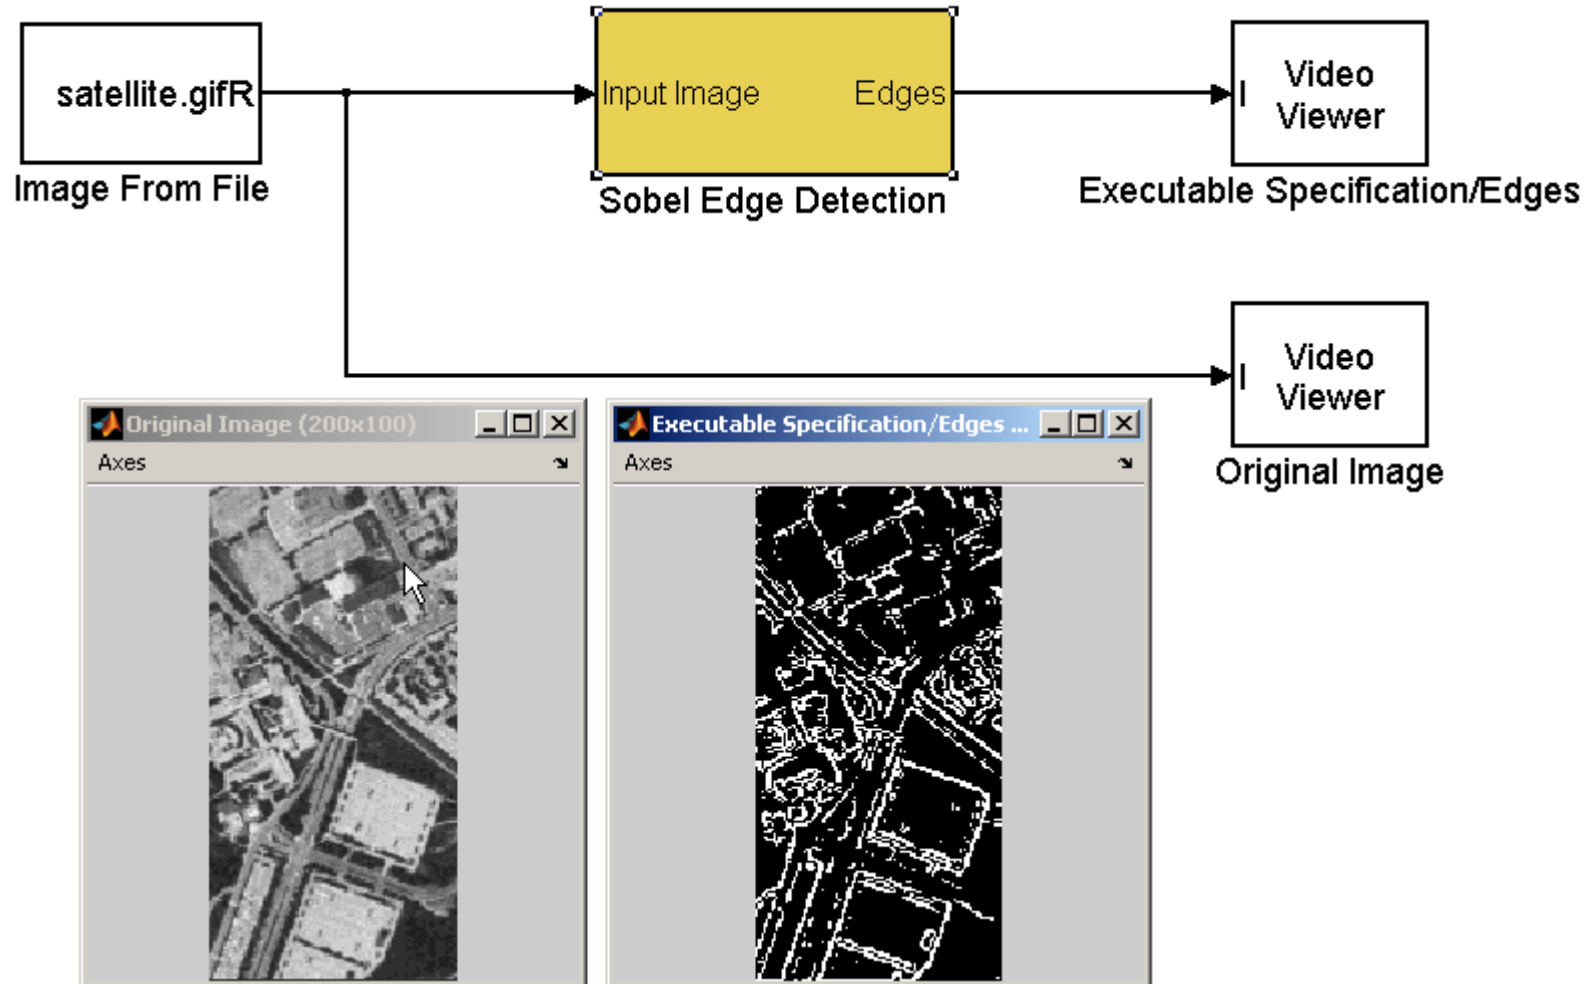 satellite.gifR
Image From File
Input Image
Edges
Sobel Edge Detection
I
Video
Viewer
Executable Specification/Edges
I
Video
Viewer
Original Image
Original Image (200x100)
Axes
Executable Specification/Edges ...
Axes